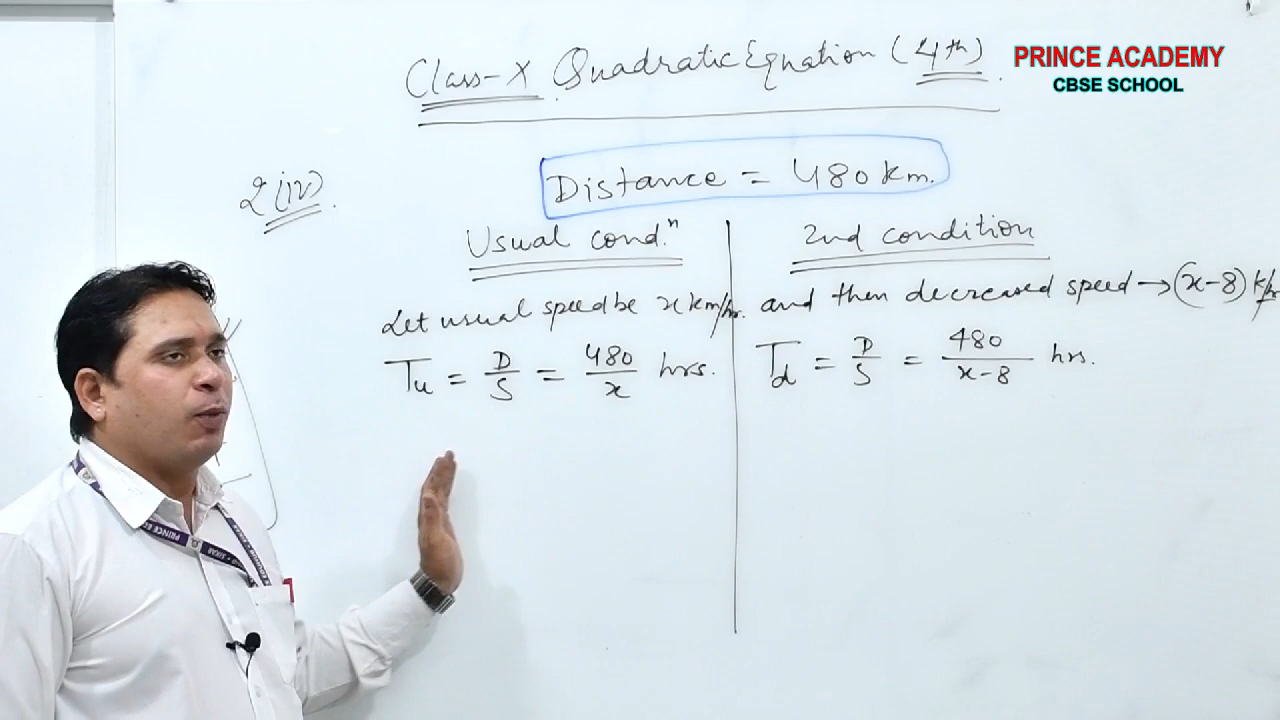 Class-X Quadratic Equation (4th)
PRINCE ACADEMY
CBSE SCHOOL
2(iv).
Distance = 480 km.
Usual cond.ⁿ
2nd condition
Let usual speed be x km/hr. and then decreased speed → (x-8) k/hr
Tu = D/S = 480/x hrs.
Td = D/S = 480/x-8 hrs.